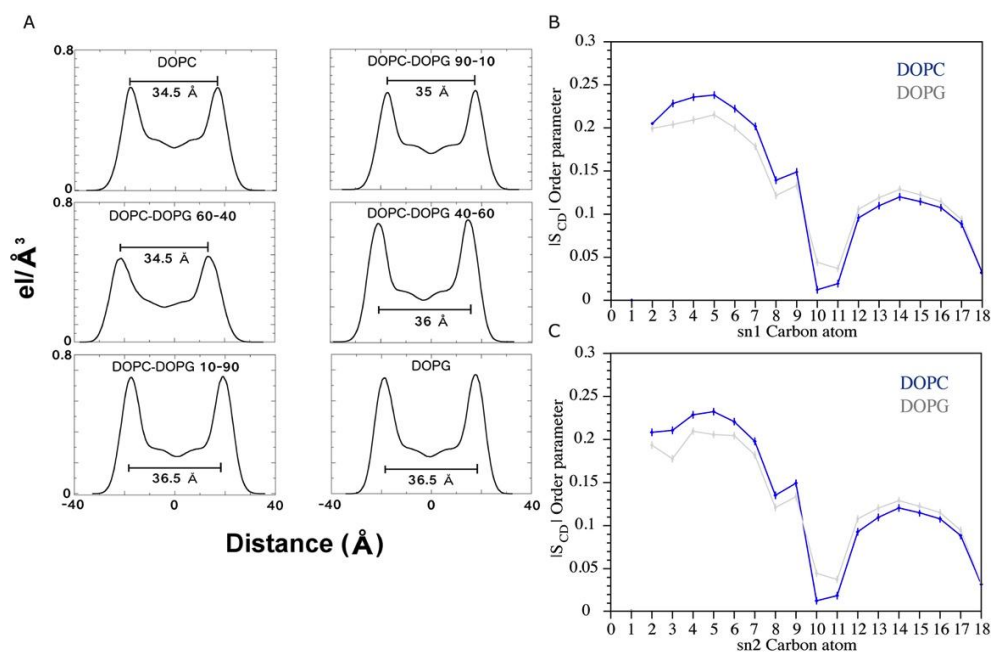 A
0.8
DOPC
34.5 Å
0
DOPC-DOPG 90-10
35 Å
0.8
DOPC-DOPG 60-40
34.5 Å
0
DOPC-DOPG 40-60
36 Å
0.8
DOPC-DOPG 10-90
36.5 Å
0
-40 -20 0 20 40
DOPG
36.5 Å
-40 -20 0 20 40
el/Å³
Distance (Å)
B
0.3
0.25
0.2
0.15
0.1
0.05
0
|S_CD| Order parameter
DOPC
DOPG
0 1 2 3 4 5 6 7 8 9 10 11 12 13 14 15 16 17 18
sn1 Carbon atom
C
0.3
0.25
0.2
0.15
0.1
0.05
0
|S_CD| Order parameter
DOPC
DOPG
0 1 2 3 4 5 6 7 8 9 10 11 12 13 14 15 16 17 18
sn2 Carbon atom